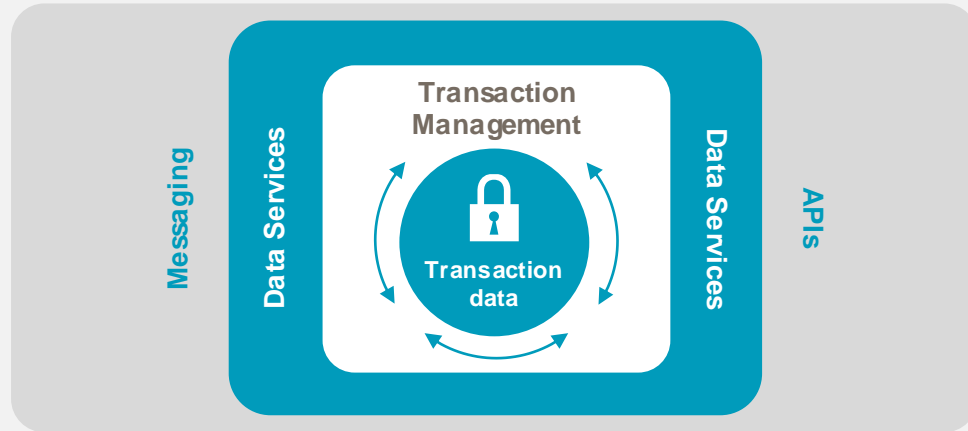 Messaging
Data Services
Transaction
Management
Transaction
data
Data Services
APIs